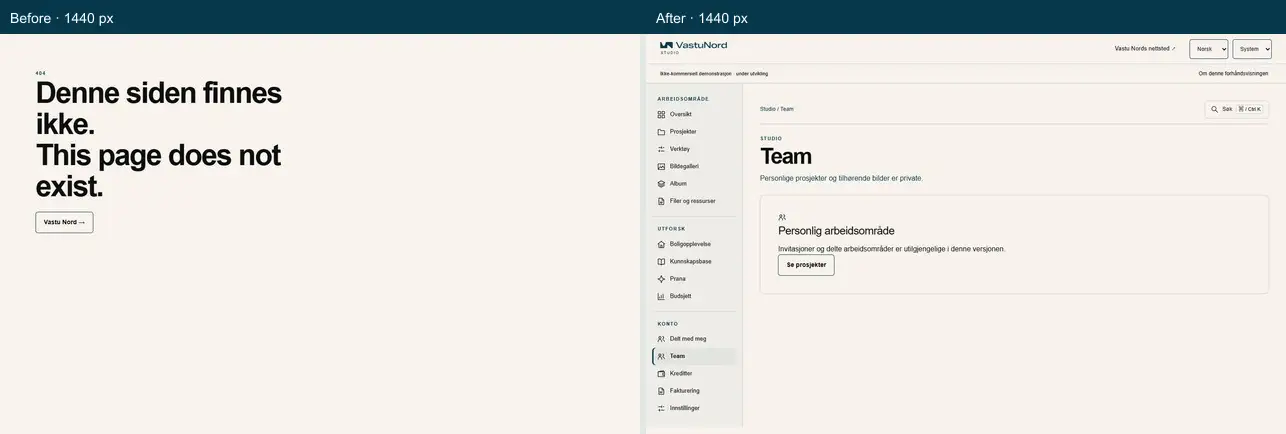 Before · 1440 px
404
Denne siden finnes
ikke.
This page does not
exist.
Vastu Nord →
After · 1440 px
VastuNord
STUDIO
Vastu Nords nettsted ↗
Norsk
System
Ikke-kommersiell demonstrasjon · under utvikling
Om denne forhåndsvisningen
ARBEIDSOMRÅDE
Oversikt
Prosjekter
Verktøy
Bildegalleri
Album
Filer og ressurser
UTFORSK
Boligopplevelse
Kunnskapsbase
Prana
Budsjett
KONTO
Delt med meg
Team
Kreditter
Fakturering
Innstillinger
Studio / Team
Søk ⌘ / Ctrl K
STUDIO
Team
Personlige prosjekter og tilhørende bilder er private.
Personlig arbeidsområde
Invitasjoner og delte arbeidsområder er utilgjengelige i denne versjonen.
Se prosjekter